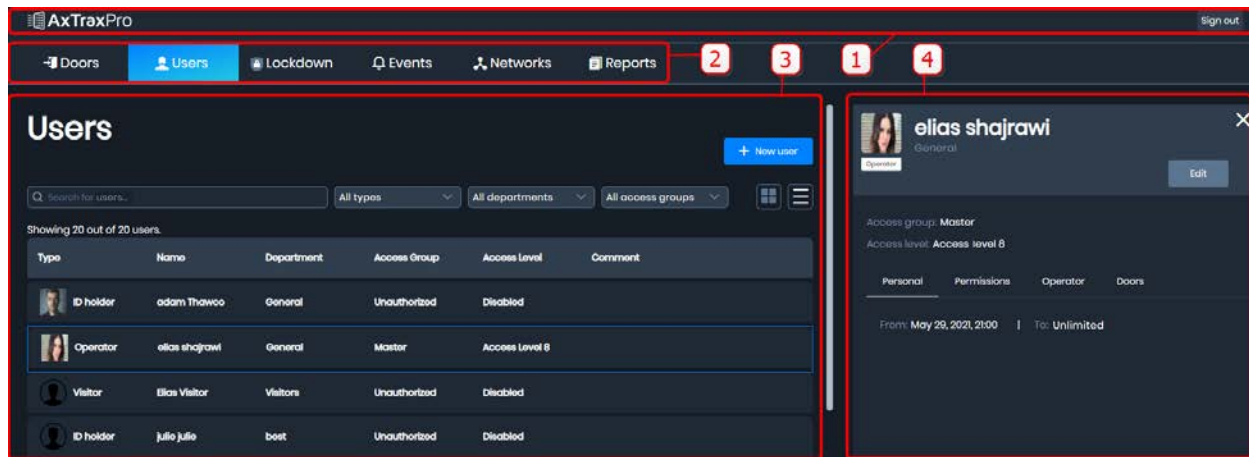 AxTraxPro
Sign out
Doors Users Lockdown Events Networks Reports 2 3 1 4
Users
+ New user
Search for users..
All types All departments All access groups
Showing 20 out of 20 users.
Type Name Department Access Group Access Level Comment
ID holder adam Thawco General Unauthorized Disabled
Operator elias shajrawi General Master Access Level 8
Visitor Elias Visitor Visitors Unauthorized Disabled
ID holder julio julio best Unauthorized Disabled
elias shajrawi
General
Operator
Edit
Access group: Master
Access level: Access level 8
Personal Permissions Operator Doors
From: May 29, 2021, 21:00 | To: Unlimited